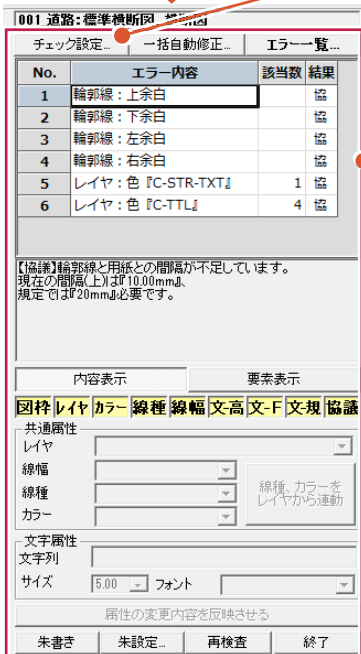 001 道路:標準横断図、横断図
チェック設定... 一括自動修正... エラー一覧...
No. エラー内容 該当数 結果
1 輪郭線：上余白 協
2 輪郭線：下余白 協
3 輪郭線：左余白 協
4 輪郭線：右余白 協
5 レイヤ：色『C-STR-TXT』 1 協
6 レイヤ：色『C-TTL』 4 協
【協議】輪郭線と用紙との間隔が不足しています。
現在の間隔(上)は『10.00mm』、
規定では『20mm』必要です。
内容表示 要素表示
図枠 レイヤ カラー 線種 線幅 文-高 文-F 文-規 協議
共通属性
レイヤ
線幅
線種
カラー
線種、カラーを
レイヤから連動
文字属性
文字列
サイズ 5.00 フォント
属性の変更内容を反映させる
朱書き 朱設定... 再検査 終了